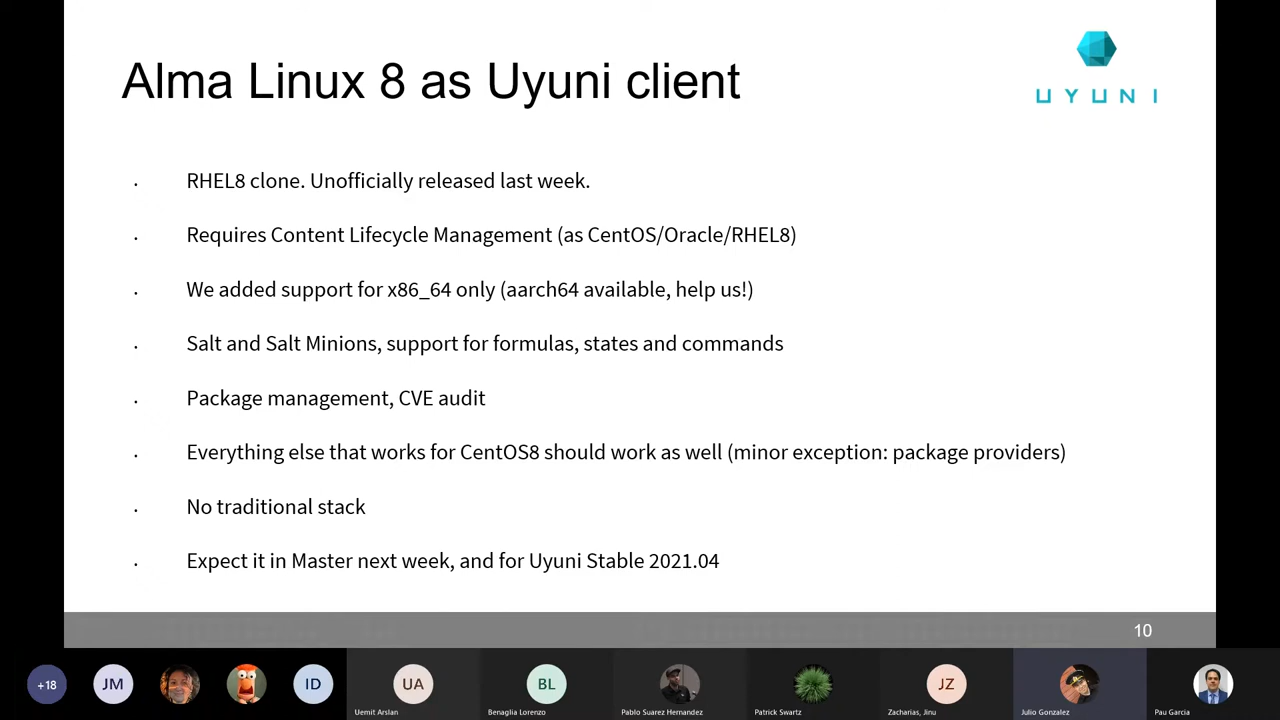 Alma Linux 8 as Uyuni client
UYUNI
RHEL8 clone. Unofficially released last week.
Requires Content Lifecycle Management (as CentOS/Oracle/RHEL8)
We added support for x86_64 only (aarch64 available, help us!)
Salt and Salt Minions, support for formulas, states and commands
Package management, CVE audit
Everything else that works for CentOS8 should work as well (minor exception: package providers)
No traditional stack
Expect it in Master next week, and for Uyuni Stable 2021.04
10
+18
JM
ID
UA
BL
JZ
Uemit Arslan
Benaglia Lorenzo
Pablo Suarez Hernandez
Patrick Swartz
Zacharias, Jinu
Julio Gonzalez
Pau Garcia